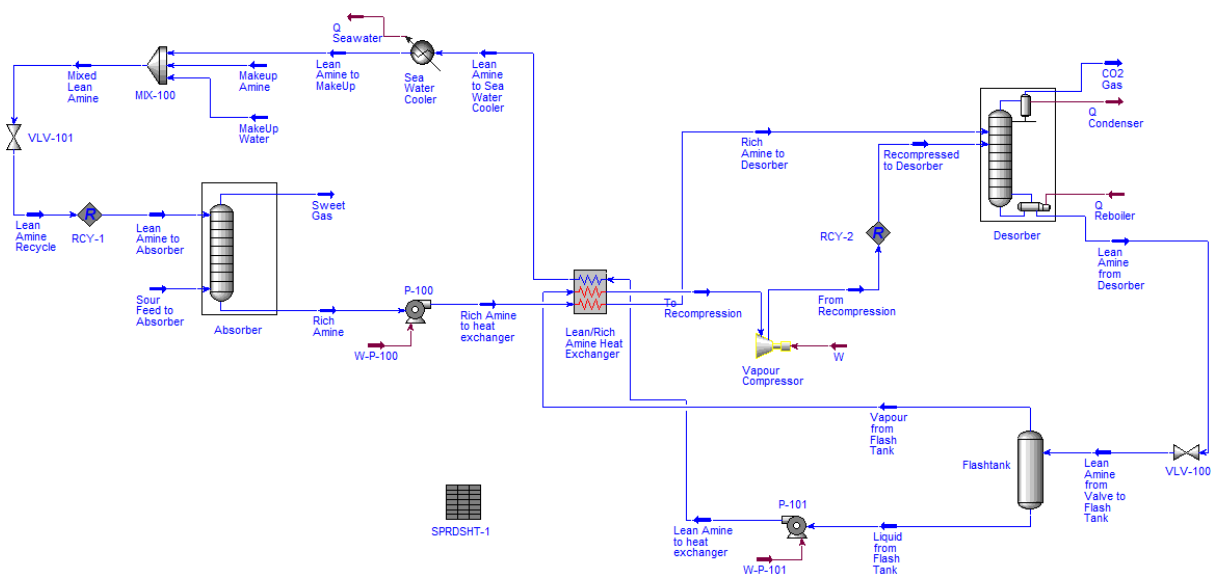 Q
Seawater
Lean
Amine to
MakeUp
Sea
Water
Cooler
Lean
Amine
to Sea
Water
Cooler
Mixed
Lean
Amine
MIX-100
Makeup
Amine
MakeUp
Water
VLV-101
Lean
Amine
Recycle
R
RCY-1
Lean
Amine to
Absorber
Sweet
Gas
Sour
Feed to
Absorber
Absorber
Rich
Amine
P-100
W-P-100
Rich Amine
to heat
exchanger
Lean/Rich
Amine Heat
Exchanger
To
Recompression
Vapour
Compressor
W
From
Recompression
R
RCY-2
Rich
Amine to
Desorber
Recompressed
to Desorber
CO2
Gas
Q
Condenser
Q
Reboiler
Desorber
Lean
Amine
from
Desorber
VLV-100
Lean
Amine
from
Valve to
Flash
Tank
Flashtank
Vapour
from
Flash
Tank
Liquid
from
Flash
Tank
P-101
W-P-101
Lean Amine
to heat
exchanger
SPRDSHT-1